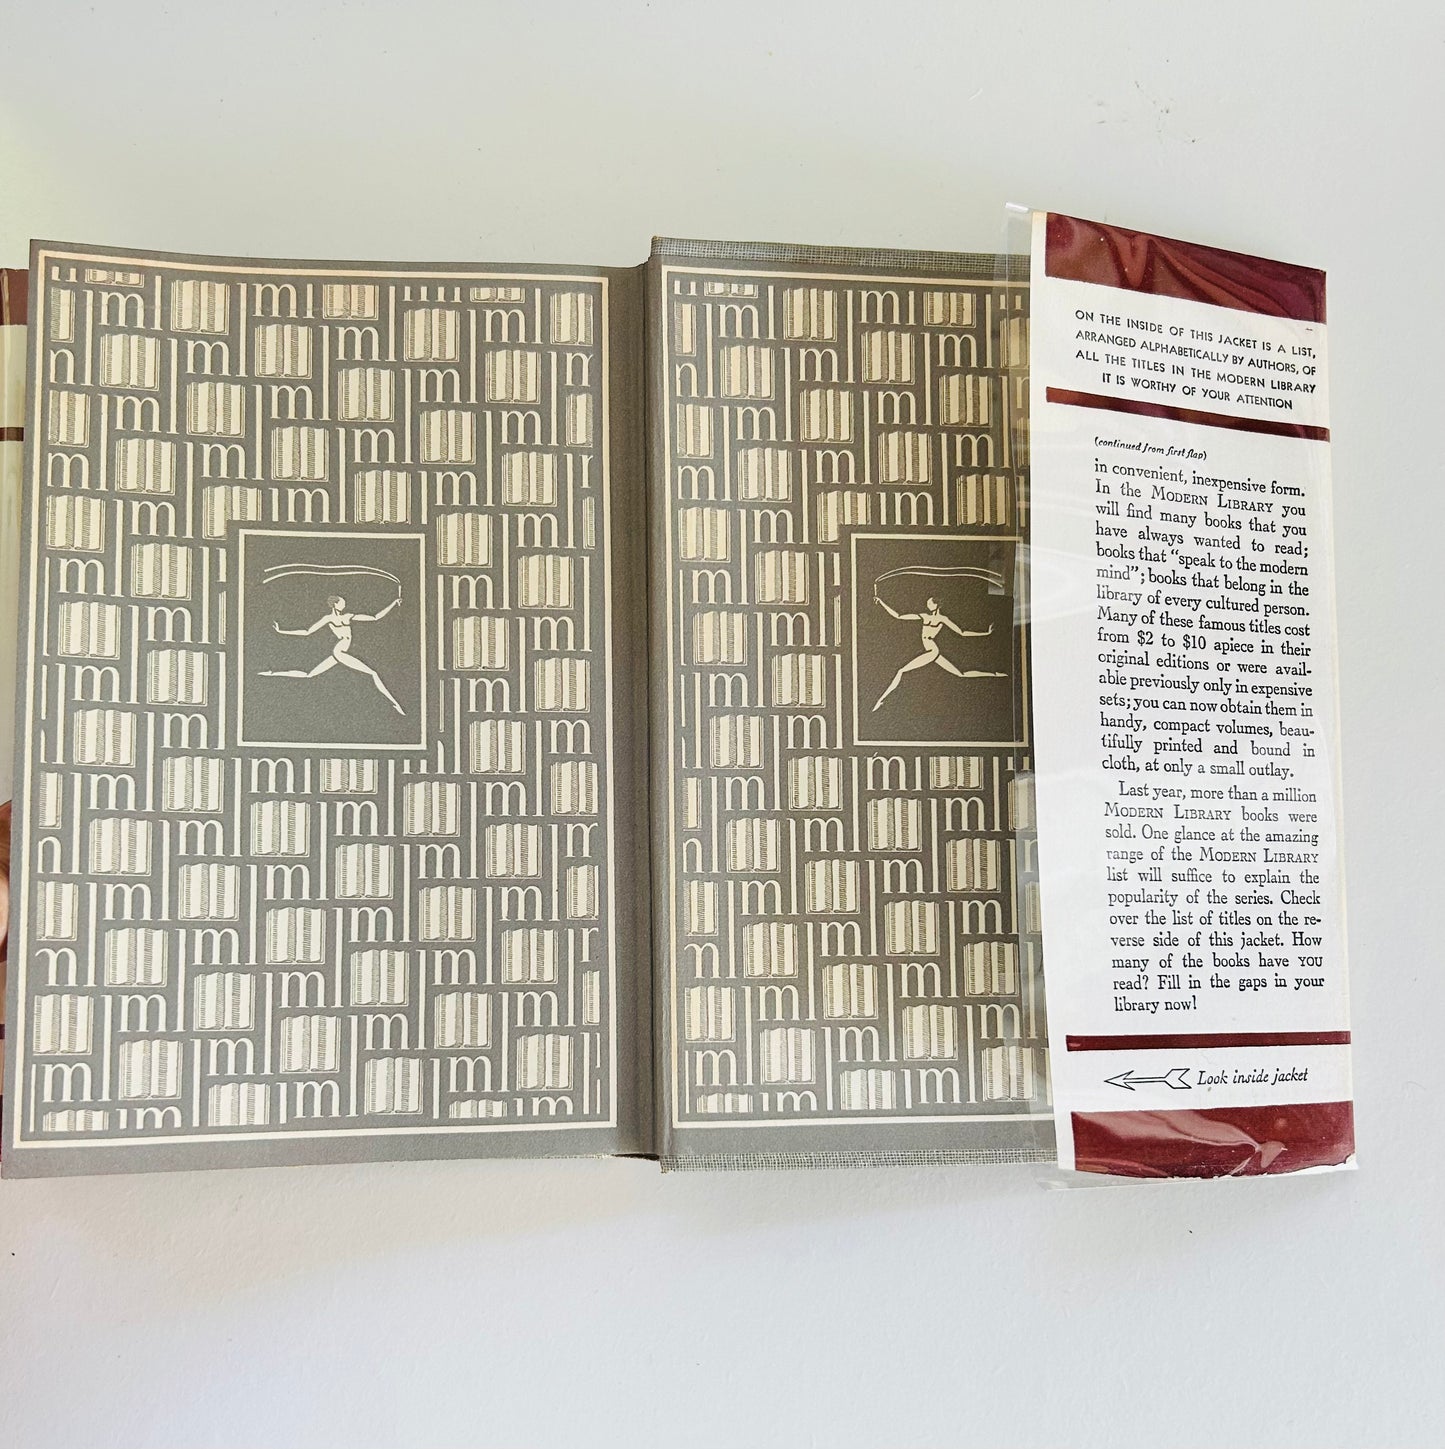 ON THE INSIDE OF THIS JACKET IS A LIST,
ARRANGED ALPHABETICALLY BY AUTHORS, OF
ALL THE TITLES IN THE MODERN LIBRARY
IT IS WORTHY OF YOUR ATTENTION
(continued from first flap)
in convenient, inexpensive form.
In the MODERN LIBRARY you
will find many books that you
have always wanted to read;
books that “speak to the modern
mind”; books that belong in the
library of every cultured person.
Many of these famous titles cost
from $2 to $10 apiece in their
original editions or were avail-
able previously only in expensive
sets; you can now obtain them in
handy, compact volumes, beau-
tifully printed and bound in
cloth, at only a small outlay.
Last year, more than a million
MODERN LIBRARY books were
sold. One glance at the amazing
range of the MODERN LIBRARY
list will suffice to explain the
popularity of the series. Check
over the list of titles on the re-
verse side of this jacket. How
many of the books have YOU
read? Fill in the gaps in your
library now!
Look inside jacket